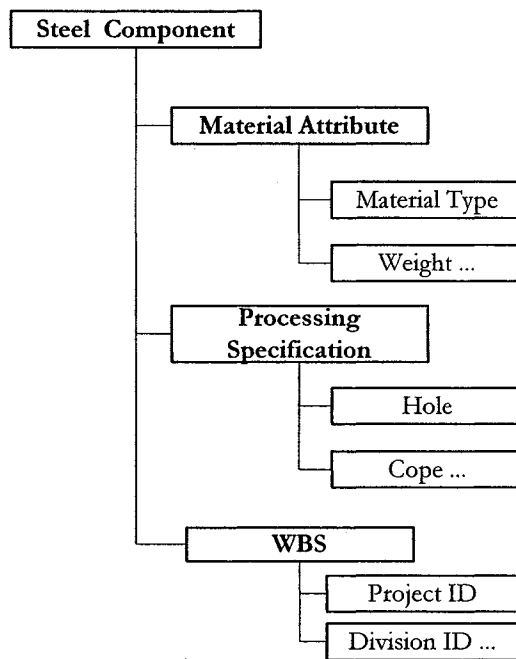 Steel Component
Material Attribute
Material Type
Weight ...
Processing
Specification
Hole
Cope ...
WBS
Project ID
Division ID ...